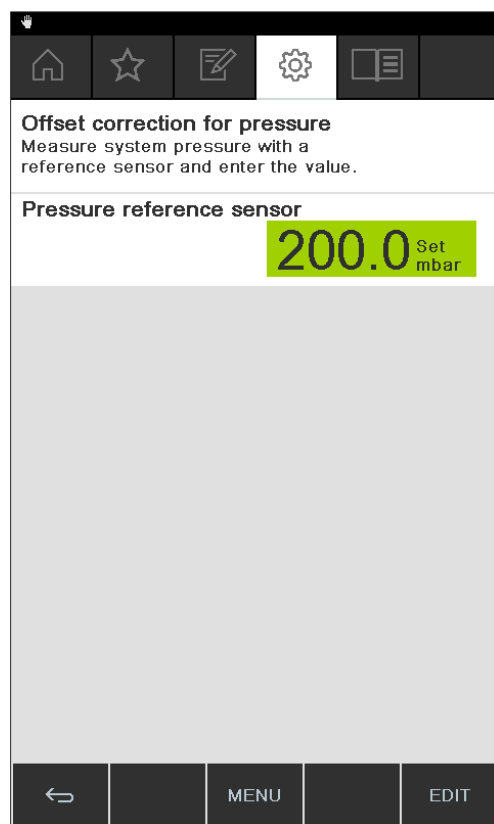 Offset correction for pressure
Measure system pressure with a
reference sensor and enter the value.
Pressure reference sensor
200.0 Set
mbar
MENU
EDIT